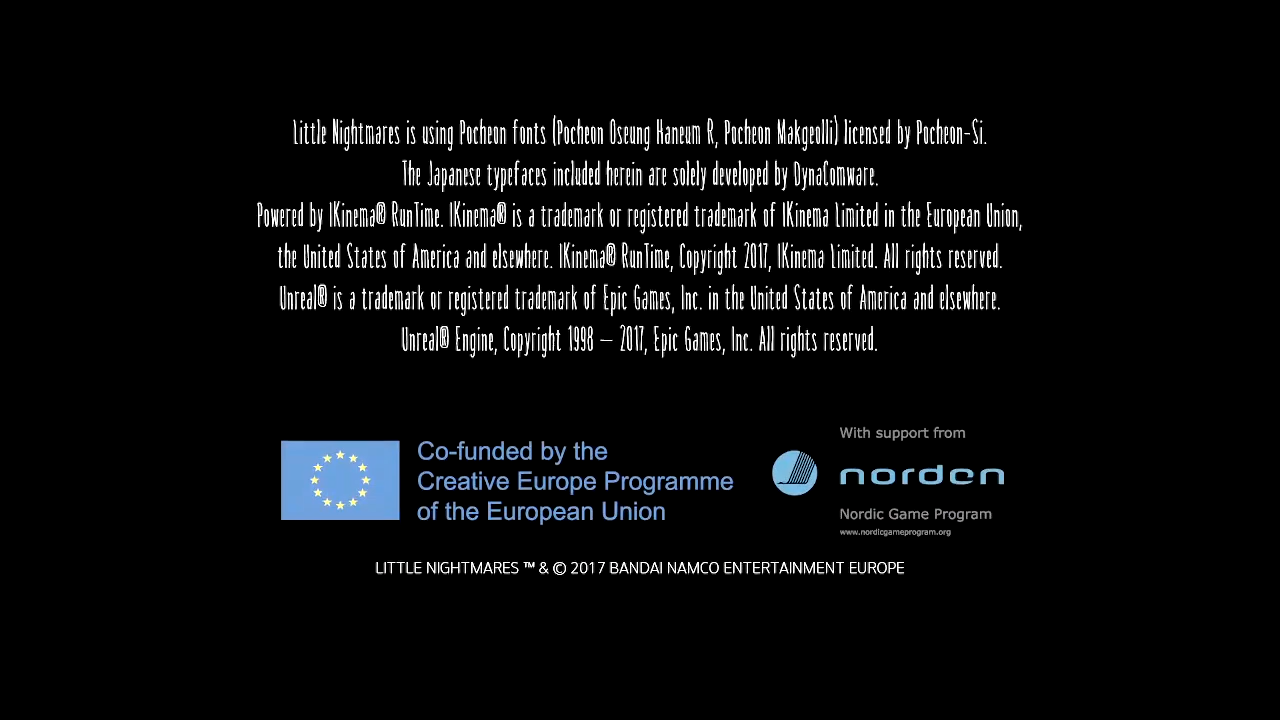 Little Nightmares is using Pocheon fonts (Pocheon Oseung Haneum R, Pocheon Makgeolli) licensed by Pocheon-Si.
The Japanese typefaces included herein are solely developed by DynaComware.
Powered by IKinema® RunTime. IKinema® is a trademark or registered trademark of IKinema Limited in the European Union,
the United States of America and elsewhere. IKinema® RunTime, Copyright 2017, IKinema Limited. All rights reserved.
Unreal® is a trademark or registered trademark of Epic Games, Inc. in the United States of America and elsewhere.
Unreal® Engine, Copyright 1998 – 2017, Epic Games, Inc. All rights reserved.
Co-funded by the
Creative Europe Programme
of the European Union
With support from
norden
Nordic Game Program
www.nordicgameprogram.org
LITTLE NIGHTMARES ™ & © 2017 BANDAI NAMCO ENTERTAINMENT EUROPE